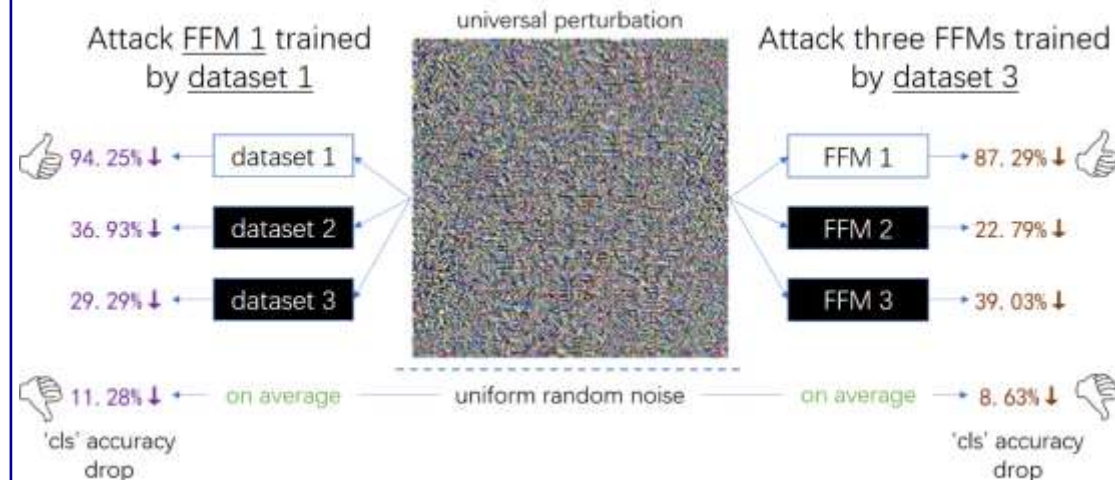 universal perturbation
Attack FFM 1 trained
by dataset 1
Attack three FFMs trained
by dataset 3
94.25%↓
dataset 1
FFM 1
87.29%↓
36.93%↓
dataset 2
FFM 2
22.79%↓
29.29%↓
dataset 3
FFM 3
39.03%↓
11.28%↓
on average
uniform random noise
on average
8.63%↓
'cls' accuracy
drop
'cls' accuracy
drop